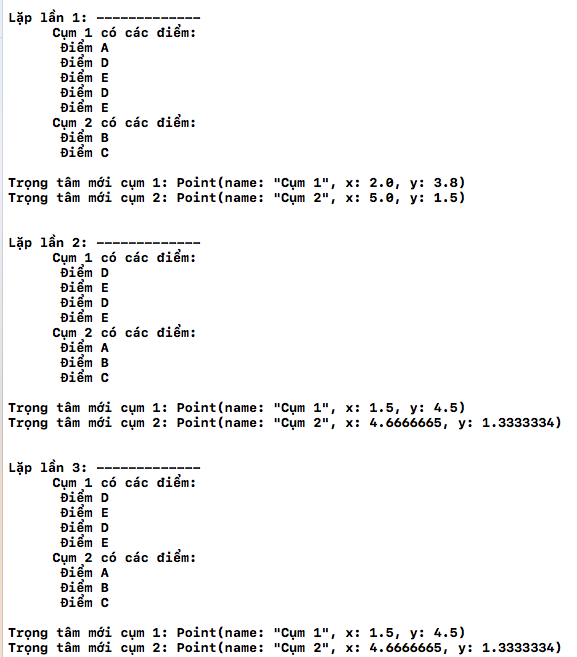 Lặp lần 1: -------------
Cụm 1 có các điểm:
Điểm A
Điểm D
Điểm E
Điểm D
Điểm E
Cụm 2 có các điểm:
Điểm B
Điểm C
Trọng tâm mới cụm 1: Point(name: "Cụm 1", x: 2.0, y: 3.8)
Trọng tâm mới cụm 2: Point(name: "Cụm 2", x: 5.0, y: 1.5)
Lặp lần 2: -------------
Cụm 1 có các điểm:
Điểm D
Điểm E
Điểm D
Điểm E
Cụm 2 có các điểm:
Điểm A
Điểm B
Điểm C
Trọng tâm mới cụm 1: Point(name: "Cụm 1", x: 1.5, y: 4.5)
Trọng tâm mới cụm 2: Point(name: "Cụm 2", x: 4.6666665, y: 1.3333334)
Lặp lần 3: -------------
Cụm 1 có các điểm:
Điểm D
Điểm E
Điểm D
Điểm E
Cụm 2 có các điểm:
Điểm A
Điểm B
Điểm C
Trọng tâm mới cụm 1: Point(name: "Cụm 1", x: 1.5, y: 4.5)
Trọng tâm mới cụm 2: Point(name: "Cụm 2", x: 4.6666665, y: 1.3333334)